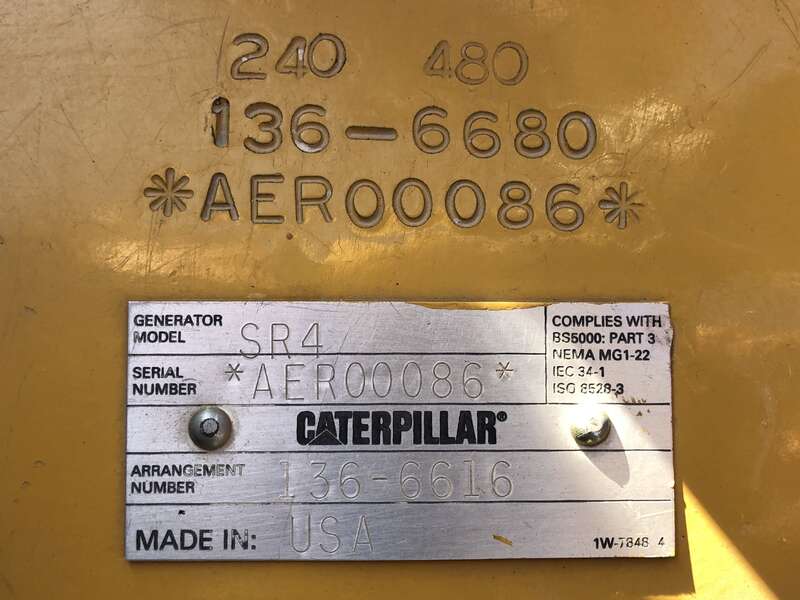 240 480
136-6680
*AER00086*
GENERATOR MODEL SR4
SERIAL NUMBER *AER00086*
COMPLIES WITH
BS5000: PART 3
NEMA MG1-22
IEC 34-1
ISO 8528-3
CATERPILLAR®
ARRANGEMENT NUMBER 136-6616
MADE IN: USA
1W-7848 4